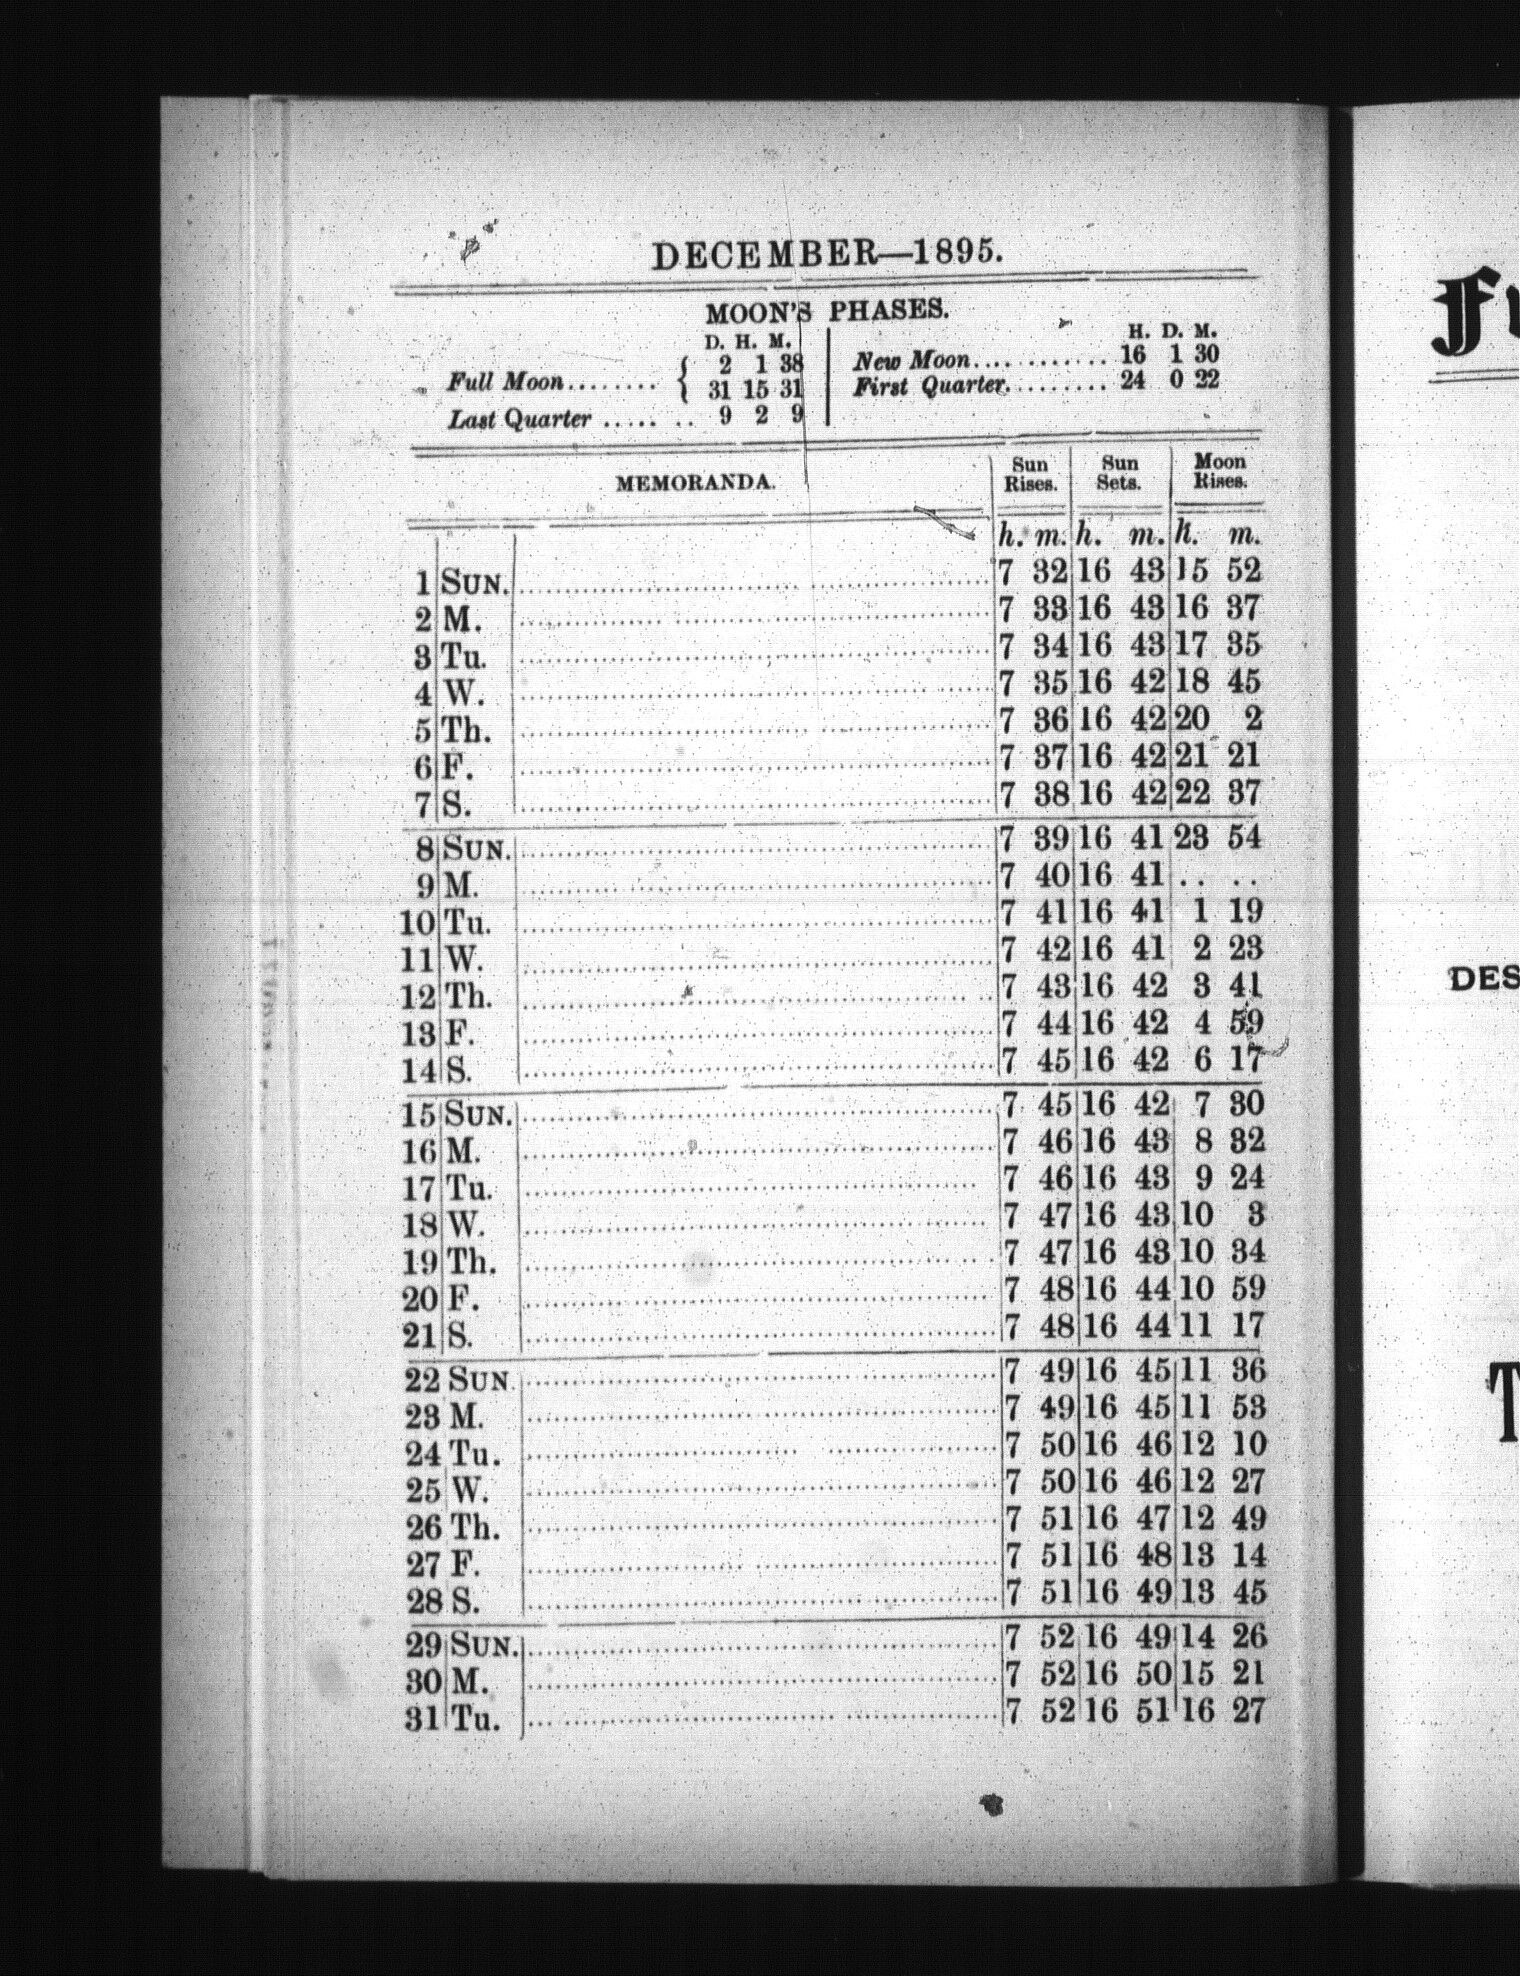 DECEMBER—1895.
MOON'S PHASES.
D. H. M.
Full Moon........ { 2 1 38
31 15 31
Last Quarter ..... .. 9 2 9
H. D. M.
New Moon............ 16 1 30
First Quarter......... 24 0 22
MEMORANDA. Sun Rises. Sun Sets. Moon Rises.
h. m. h. m. h. m.
1 SUN. 7 32 16 43 15 52
2 M. 7 33 16 43 16 37
3 Tu. 7 34 16 43 17 35
4 W. 7 35 16 42 18 45
5 Th. 7 36 16 42 20 2
6 F. 7 37 16 42 21 21
7 S. 7 38 16 42 22 37
8 SUN. 7 39 16 41 23 54
9 M. 7 40 16 41 .. ..
10 Tu. 7 41 16 41 1 19
11 W. 7 42 16 41 2 23
12 Th. 7 43 16 42 3 41
13 F. 7 44 16 42 4 59
14 S. 7 45 16 42 6 17
15 SUN. 7 45 16 42 7 30
16 M. 7 46 16 43 8 32
17 Tu. 7 46 16 43 9 24
18 W. 7 47 16 43 10 3
19 Th. 7 47 16 43 10 34
20 F. 7 48 16 44 10 59
21 S. 7 48 16 44 11 17
22 SUN. 7 49 16 45 11 36
23 M. 7 49 16 45 11 53
24 Tu. 7 50 16 46 12 10
25 W. 7 50 16 46 12 27
26 Th. 7 51 16 47 12 49
27 F. 7 51 16 48 13 14
28 S. 7 51 16 49 13 45
29 SUN. 7 52 16 49 14 26
30 M. 7 52 16 50 15 21
31 Tu. 7 52 16 51 16 27
DES
T